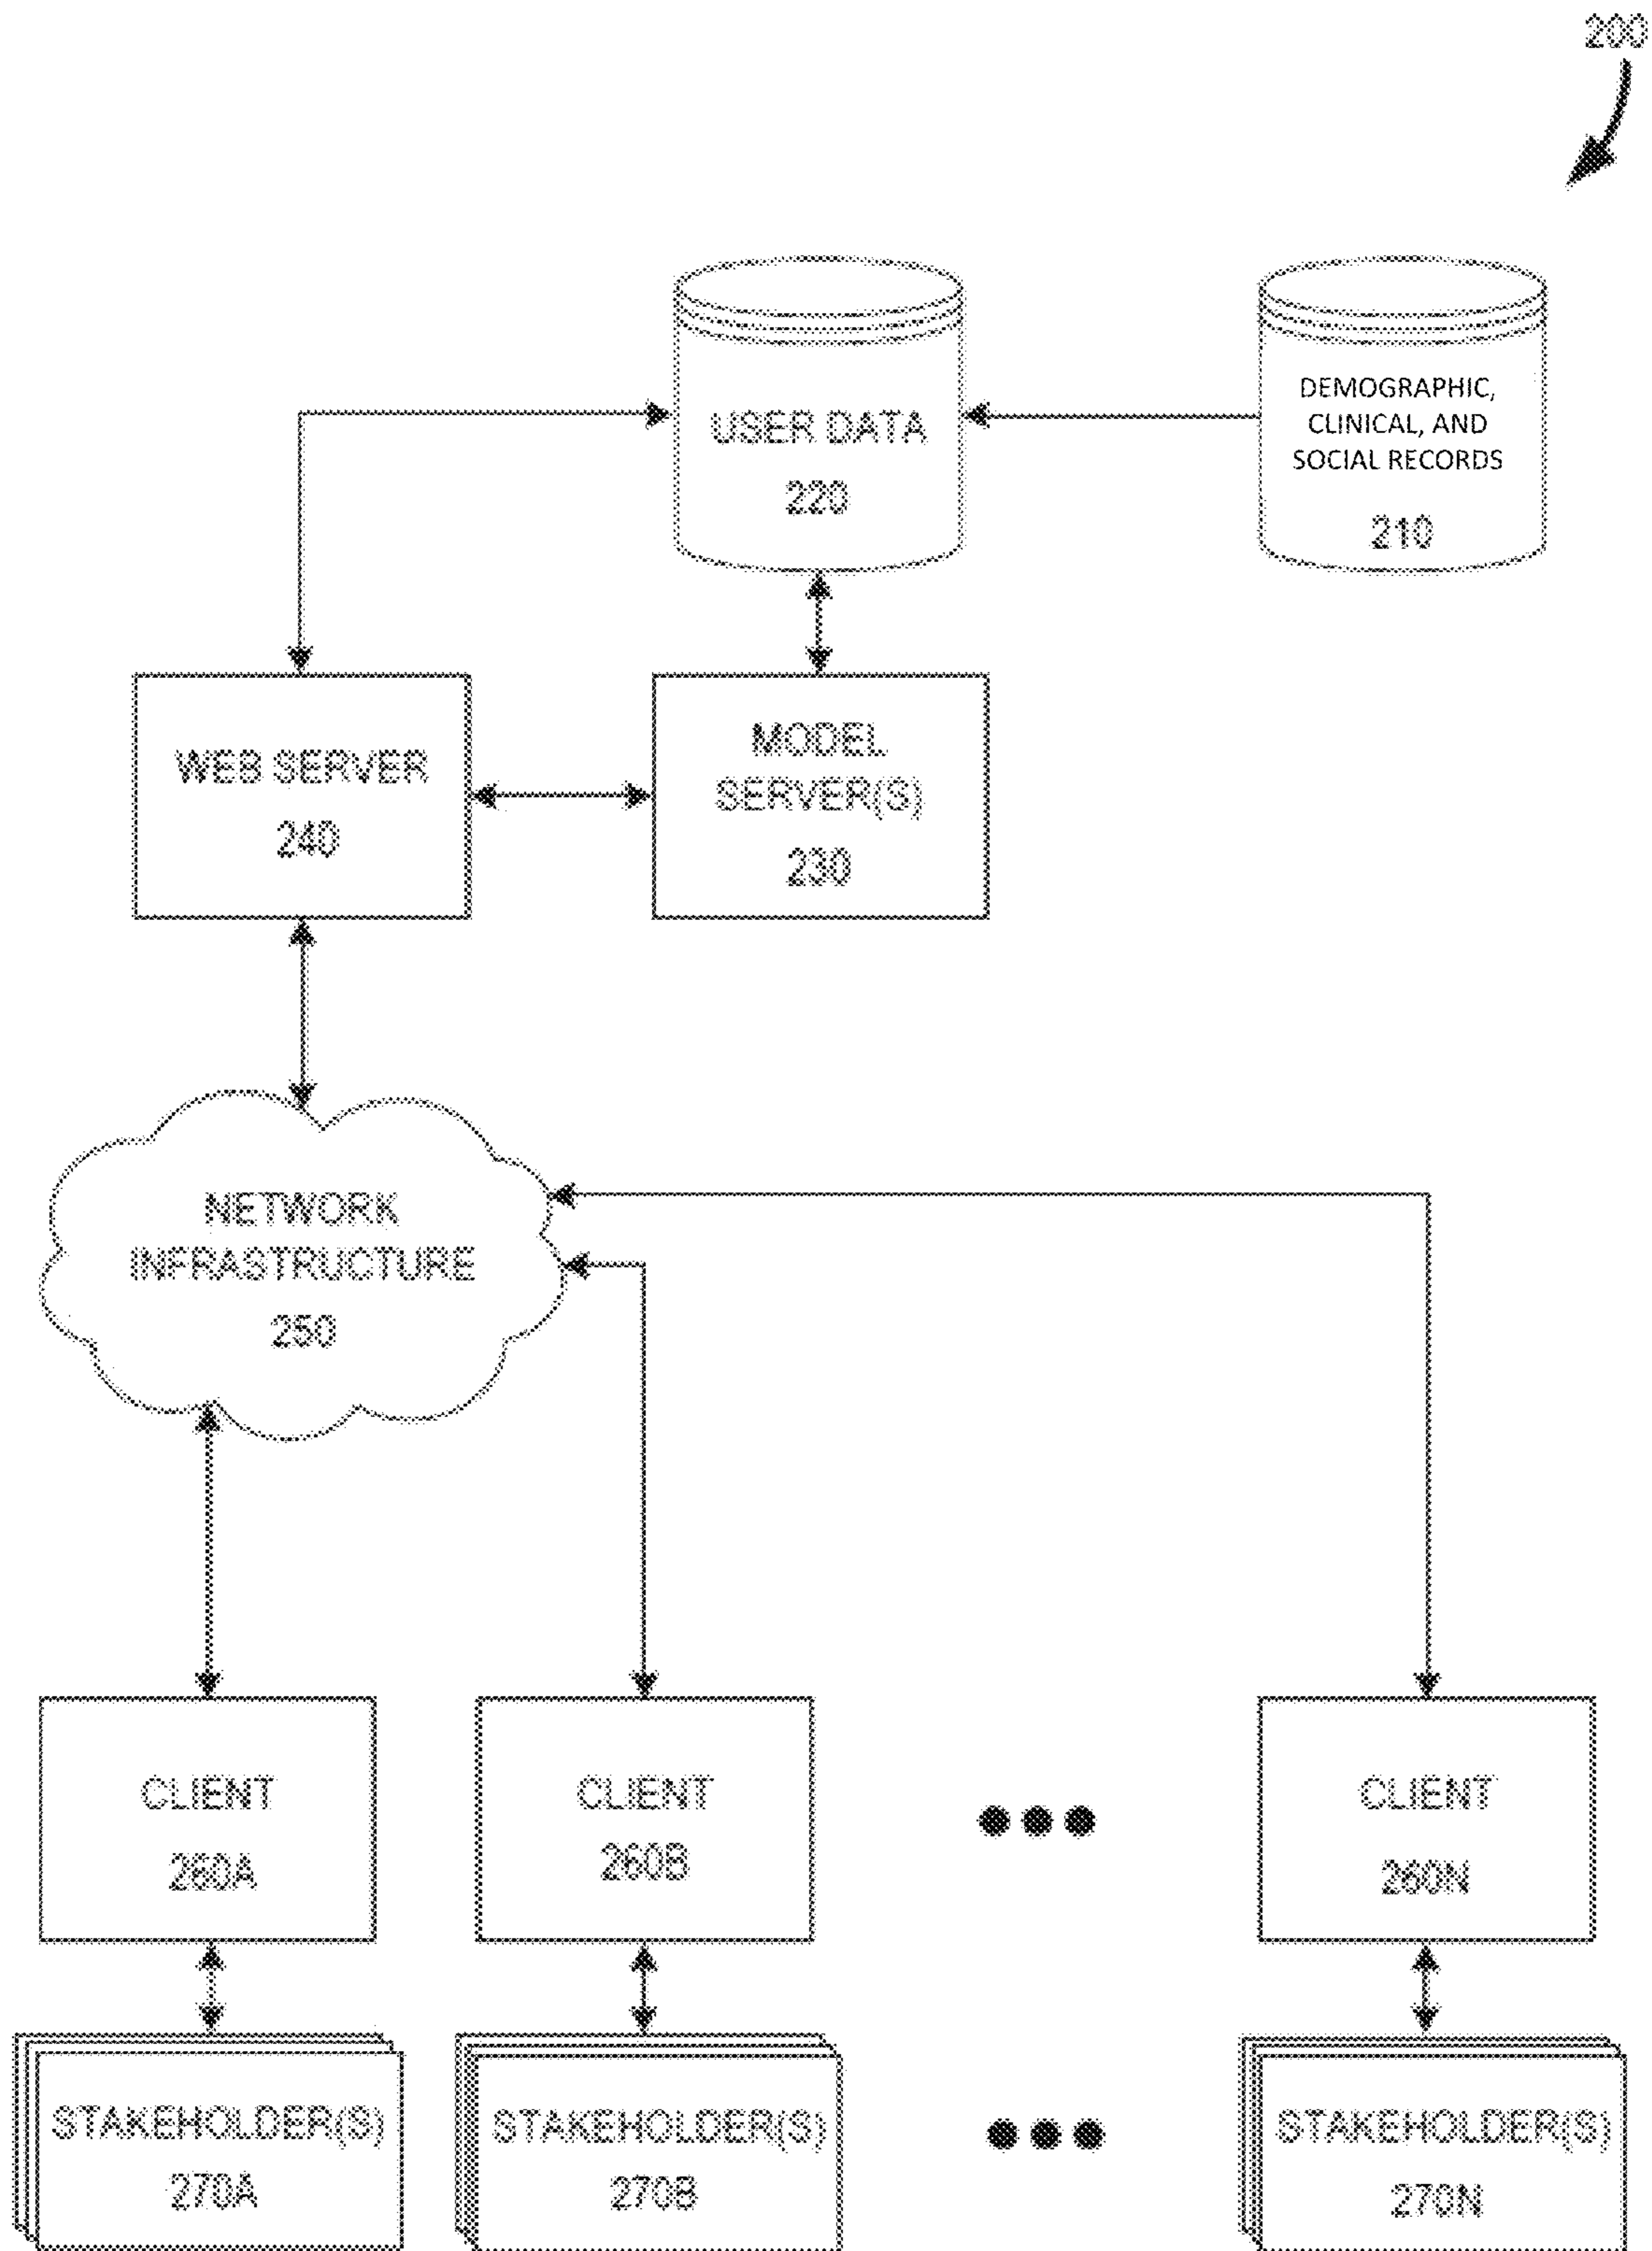 200
USER DATA
220
DEMOGRAPHIC,
CLINICAL, AND
SOCIAL RECORDS
210
WEB SERVER
240
MODEL
SERVER(S)
230
NETWORK
INFRASTRUCTURE
250
CLIENT
260A
CLIENT
260B
CLIENT
260N
STAKEHOLDER(S)
270A
STAKEHOLDER(S)
270B
STAKEHOLDER(S)
270N